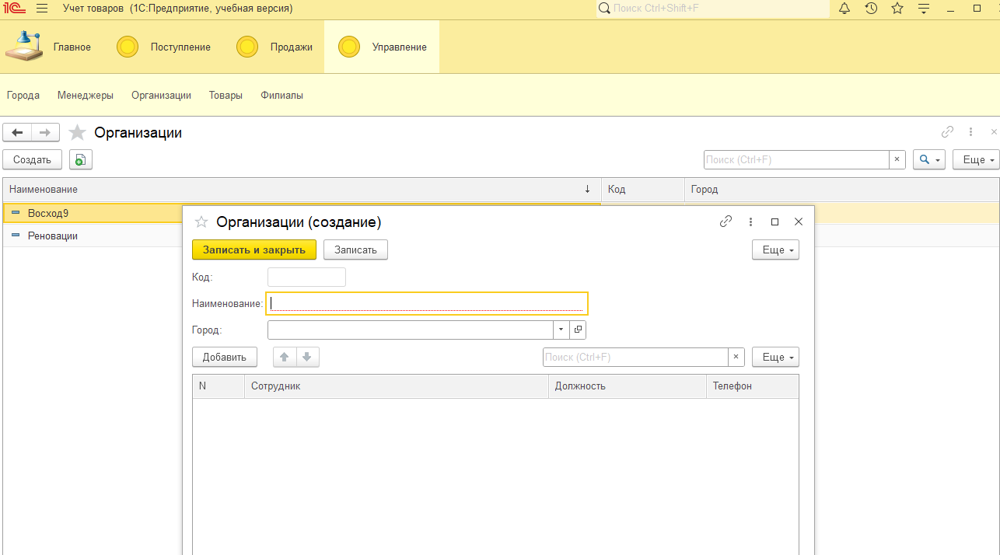 1С Учет товаров (1С:Предприятие, учебная версия) Поиск Ctrl+Shift+F
Главное Поступление Продажи Управление
Города Менеджеры Организации Товары Филиалы
Организации
Создать Поиск (Ctrl+F) × Еще
Наименование ↓ Код Город
Восход9
Реновации
Организации (создание)
Записать и закрыть Записать Еще
Код:
Наименование:
Город:
Добавить Поиск (Ctrl+F) × Еще
N Сотрудник Должность Телефон